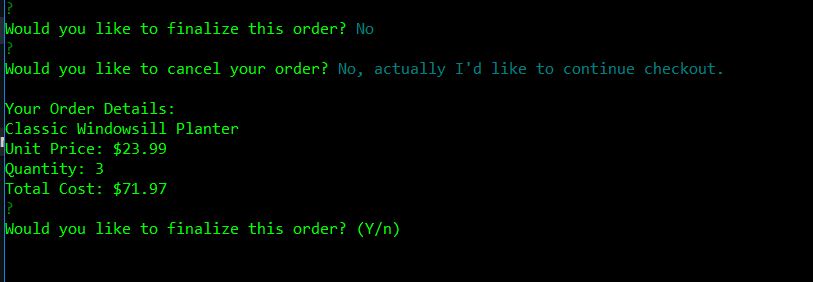 ?
Would you like to finalize this order? No
?
Would you like to cancel your order? No, actually I'd like to continue checkout.
Your Order Details:
Classic Windowsill Planter
Unit Price: $23.99
Quantity: 3
Total Cost: $71.97
?
Would you like to finalize this order? (Y/n)